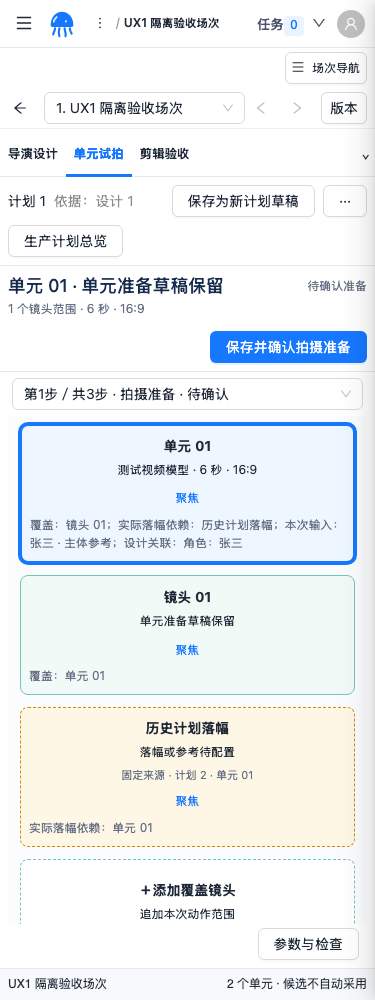 / UX1 隔离验收场次
任务 0
场次导航
1. UX1 隔离验收场次
版本
导演设计 单元试拍 剪辑验收
计划 1 依据：设计 1
保存为新计划草稿
...
生产计划总览
单元 01 · 单元准备草稿保留
待确认准备
1 个镜头范围 · 6 秒 · 16:9
保存并确认拍摄准备
第1步 / 共3步 · 拍摄准备 · 待确认
单元 01
测试视频模型 · 6 秒 · 16:9
聚焦
覆盖：镜头 01；实际落幅依赖：历史计划落幅；本次输入：
张三 · 主体参考；设计关联：角色：张三
镜头 01
单元准备草稿保留
聚焦
覆盖：单元 01
历史计划落幅
落幅或参考待配置
固定来源 · 计划 2 · 单元 01
聚焦
实际落幅依赖：单元 01
＋添加覆盖镜头
追加本次动作范围
参数与检查
UX1 隔离验收场次
2 个单元 · 候选不自动采用